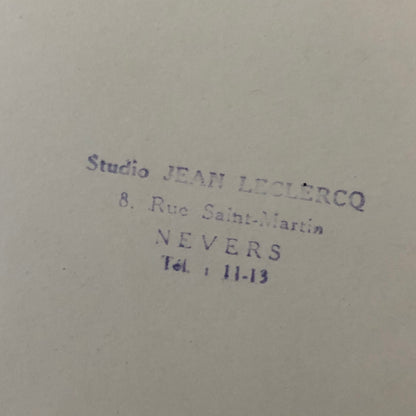 Studio JEAN LECLERCQ
8, Rue Saint-Martin
NEVERS
Tél. : 11-13